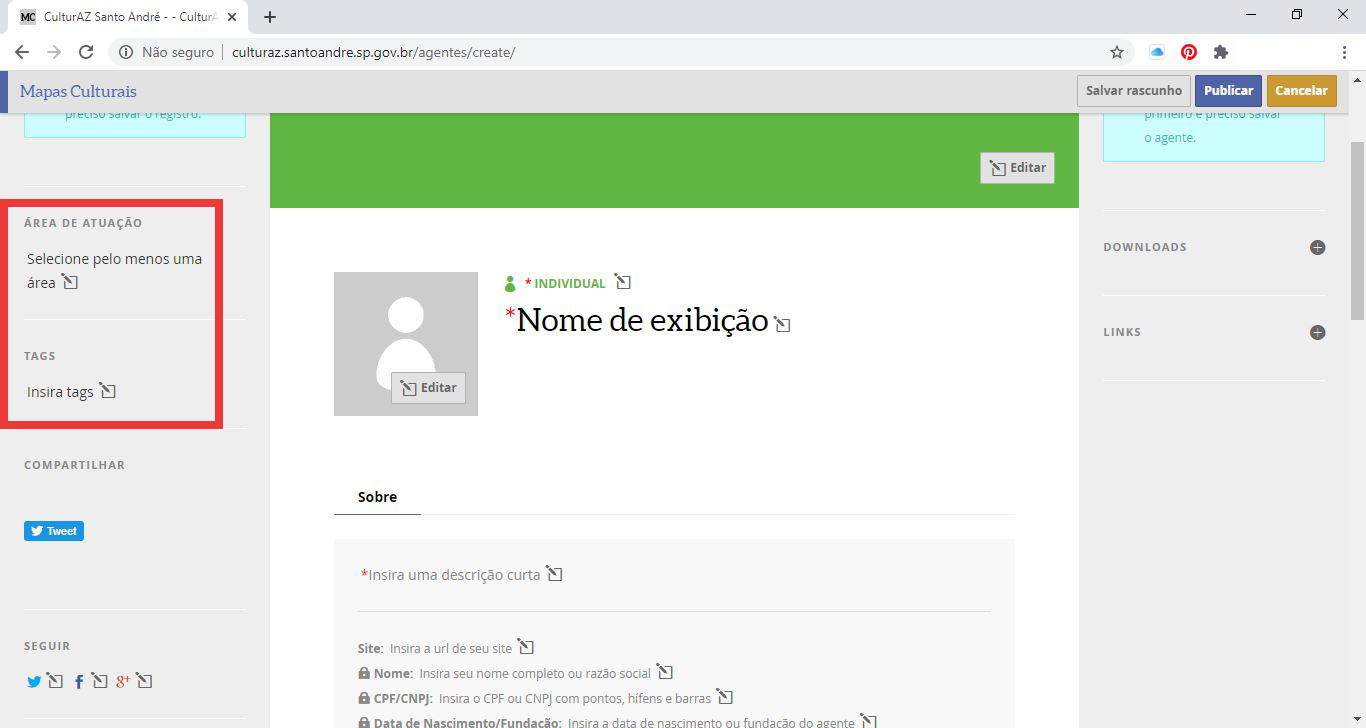 MC CulturAZ Santo André - - Cultur
Não seguro culturaz.santoandre.sp.gov.br/agentes/create/
Mapas Culturais
Salvar rascunho
Publicar
Cancelar
preciso salvar o registro.
ÁREA DE ATUAÇÃO
Selecione pelo menos uma
área
TAGS
Insira tags
COMPARTILHAR
Tweet
SEGUIR
g+
Editar
Editar
* INDIVIDUAL
*Nome de exibição
Sobre
*Insira uma descrição curta
Site: Insira a url de seu site
Nome: Insira seu nome completo ou razão social
CPF/CNPJ: Insira o CPF ou CNPJ com pontos, hífens e barras
Data de Nascimento/Fundação: Insira a data de nascimento ou fundação do agente
primeiro é preciso salvar
o agente.
DOWNLOADS
LINKS